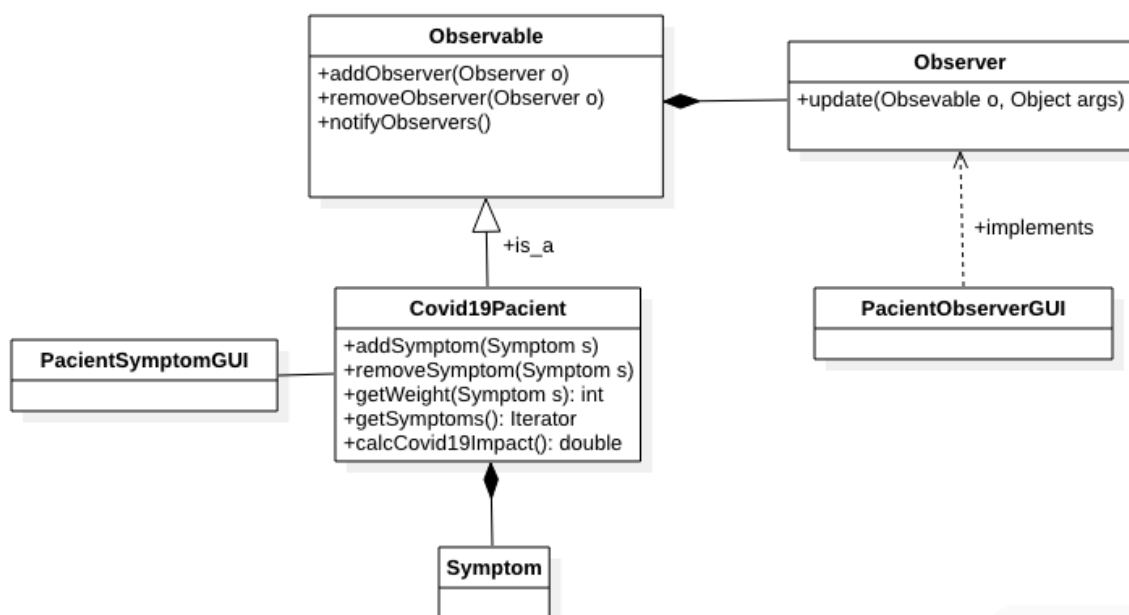 Observable
+addObserver(Observer o)
+removeObserver(Observer o)
+notifyObservers()
Observer
+update(Obsevable o, Object args)
+is_a
+implements
Covid19Pacient
+addSymptom(Symptom s)
+removeSymptom(Symptom s)
+getWeight(Symptom s): int
+getSymptoms(): Iterator
+calcCovid19Impact(): double
PacientObserverGUI
PacientSymptomGUI
Symptom